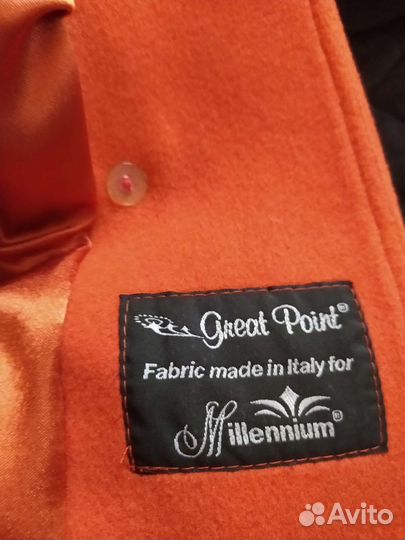 Great Point®
Fabric made in Italy for
Millennium®
Avito